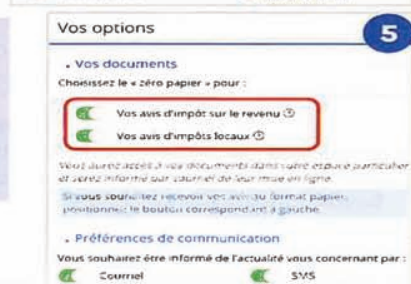 Vos options
5
• Vos documents
Choisissez le « zéro papier » pour :
Vos avis d'impôt sur le revenu
Vos avis d'impôts locaux
Vous aurez accès à vos documents dans votre espace particulier
et serez informé par courriel de leur mise en ligne.
Si vous souhaitez recevoir vos avis au format papier,
positionnez le bouton correspondant à gauche.
• Préférences de communication
Vous souhaitez être informé de l'actualité vous concernant par :
Courriel
SMS